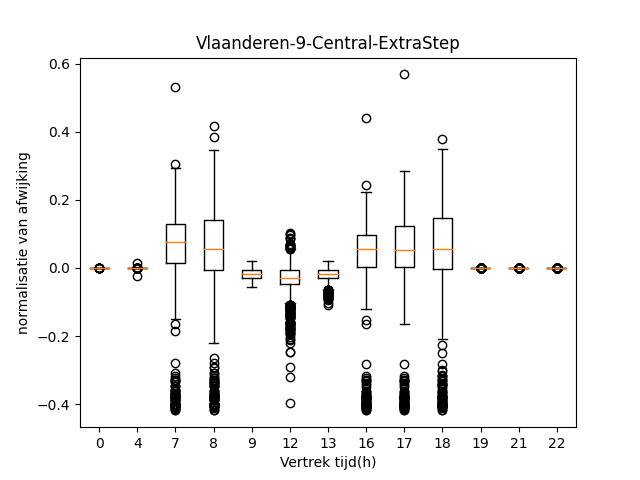 Vlaanderen-9-Central-ExtraStep
normalisatie van afwijking
0.6
0.4
0.2
0.0
−0.2
−0.4
0 4 7 8 9 12 13 16 17 18 19 21 22
Vertrek tijd(h)